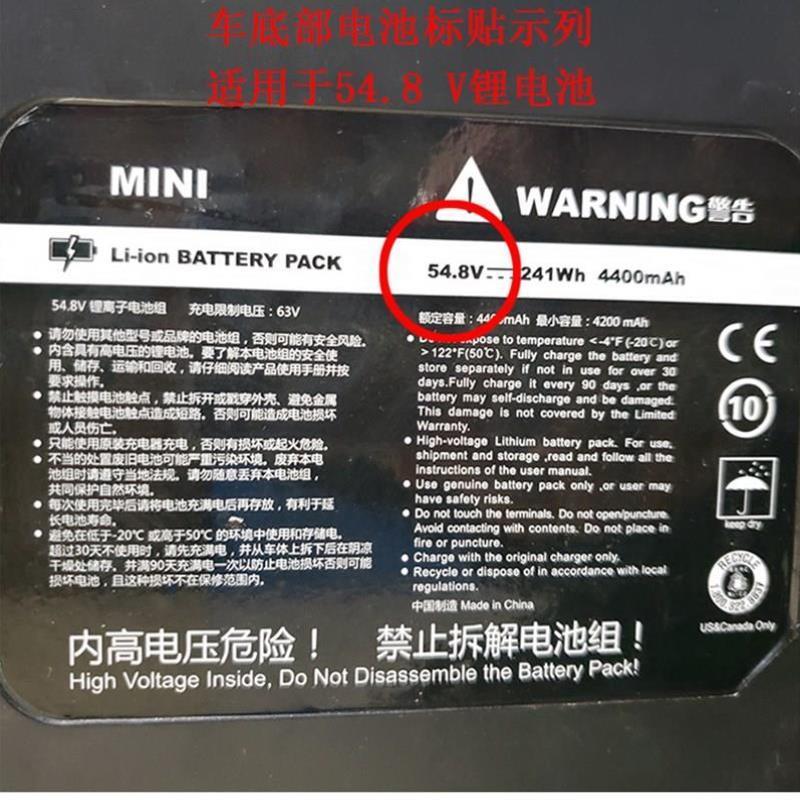 车底部电池标贴示列
适用于54.8 V锂电池
MINI
WARNING警告
Li-ion BATTERY PACK
54.8V 241Wh 4400mAh
54.8V 锂离子电池组 充电限制电压：63V
额定容量：4400mAh 最小容量：4200 mAh
● 请勿使用其他型号或品牌的电池组，否则可能有安全风险。
● 内含具有高电压的锂电池。要了解本电池组的安全使
用、储存、运输和回收，请仔细阅读产品使用手册并按
要求操作。
● 禁止触摸电池触点，禁止拆开或戳穿外壳、避免金属
物体接触电池触点造成短路。否则可能造成电池损坏
或人员伤亡。
● 只能使用原装充电器充电，否则有损坏或起火危险。
● 不当的处置废旧电池可能严重污染环境。废弃本电
池组时请遵守当地法规。请勿随意丢弃本电池组，
共同保护自然环境。
● 每次使用完毕后请将电池充满电后再存放，有利于延
长电池寿命。
● 避免在低于-20℃ 或高于50℃ 的环境中使用和存储电。
超过30天不使用时，请先充满电，并从车体上拆下后在阴凉
干燥处储存。并满90天充满电一次以防止电池损坏否则可能
损坏电池，且这种损坏不在保修范围内。
● Do not expose to temperature <-4°F(-20℃) or
>122°F(50℃). Fully charge the battery and
store separately if not in use for over 30
days.Fully charge it every 90 days ,or the
battery may self-discharge and be damaged.
This damage is not covered by the Limited
Warranty.
● High-voltage Lithium battery pack. For use,
shipment and storage ,read and follow all the
instructions of the user manual.
● Use genuine battery pack only ,or user may
have safety risks.
● Do not touch the terminals. Do not open/puncture.
Avoid contacting with contents. Do not place in
fire or puncture.
● Charge with the original charger only.
● Recycle or dispose of in accordance with local
regulations.
中国制造 Made in China
CE
10
keep dry
RECYCLE
1.800.822.8837
US&Canada Only
内高电压危险！ 禁止拆解电池组！
High Voltage Inside, Do Not Disassemble the Battery Pack!